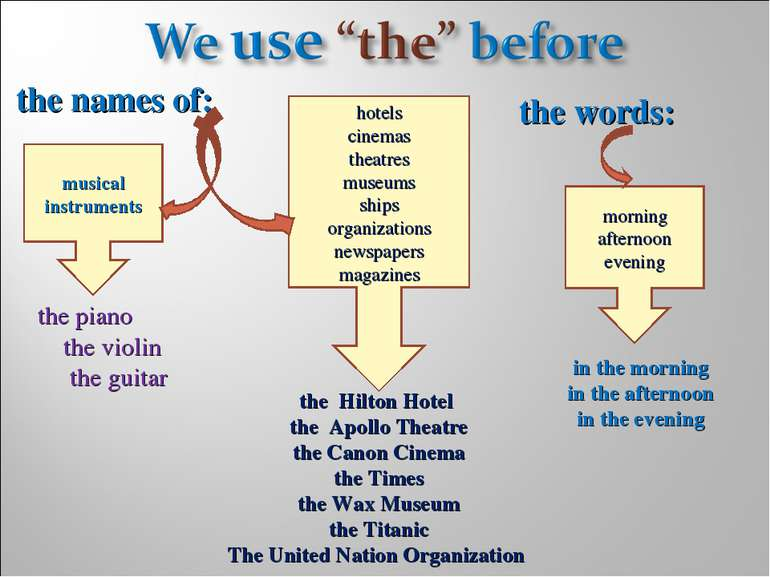 We use “the” before
the names of:
musical
instruments
the piano
the violin
the guitar
hotels
cinemas
theatres
museums
ships
organizations
newspapers
magazines
the Hilton Hotel
the Apollo Theatre
the Canon Cinema
the Times
the Wax Museum
the Titanic
The United Nation Organization
the words:
morning
afternoon
evening
in the morning
in the afternoon
in the evening